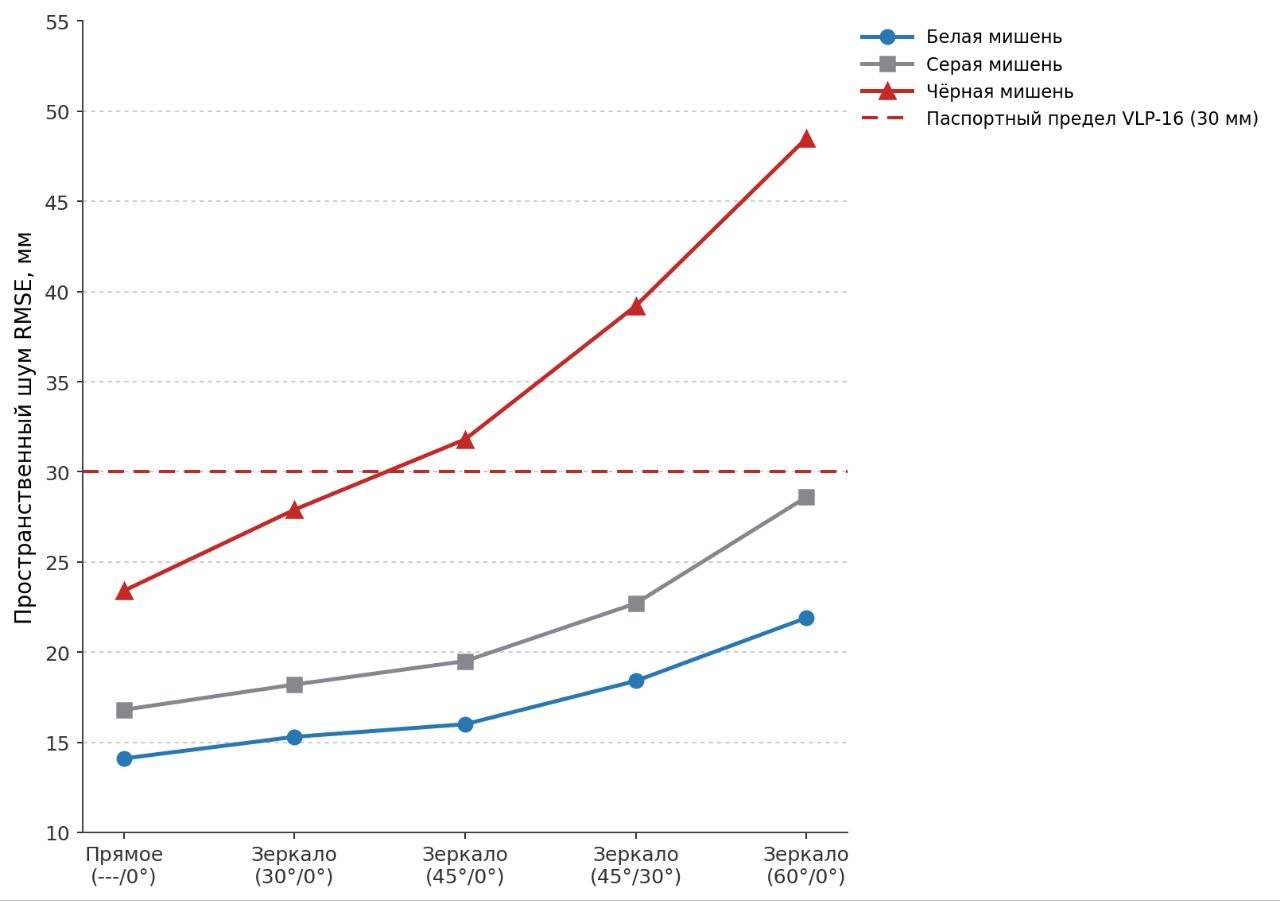 55
50
45
40
35
30
25
20
15
10
Пространственный шум RMSE, мм
Прямое
(---/0°)
Зеркало
(30°/0°)
Зеркало
(45°/0°)
Зеркало
(45°/30°)
Зеркало
(60°/0°)
Белая мишень
Серая мишень
Чёрная мишень
Паспортный предел VLP-16 (30 мм)